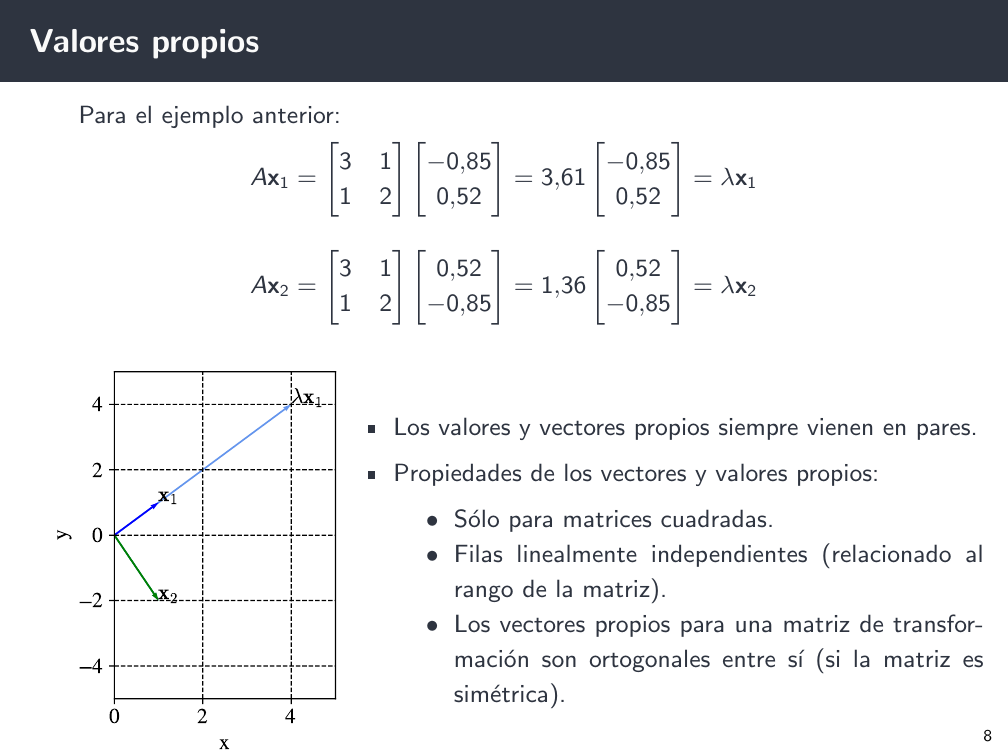 Valores propios
Para el ejemplo anterior:
Ax₁ = [3 1; 1 2] [−0,85; 0,52] = 3,61 [−0,85; 0,52] = λx₁
Ax₂ = [3 1; 1 2] [0,52; −0,85] = 1,36 [0,52; −0,85] = λx₂
4
2
0
−2
−4
y
0 2 4
x
λx₁
x₁
x₂
▪ Los valores y vectores propios siempre vienen en pares.
▪ Propiedades de los vectores y valores propios:
• Sólo para matrices cuadradas.
• Filas linealmente independientes (relacionado al
rango de la matriz).
• Los vectores propios para una matriz de transfor-
mación son ortogonales entre sí (si la matriz es
simétrica).
8